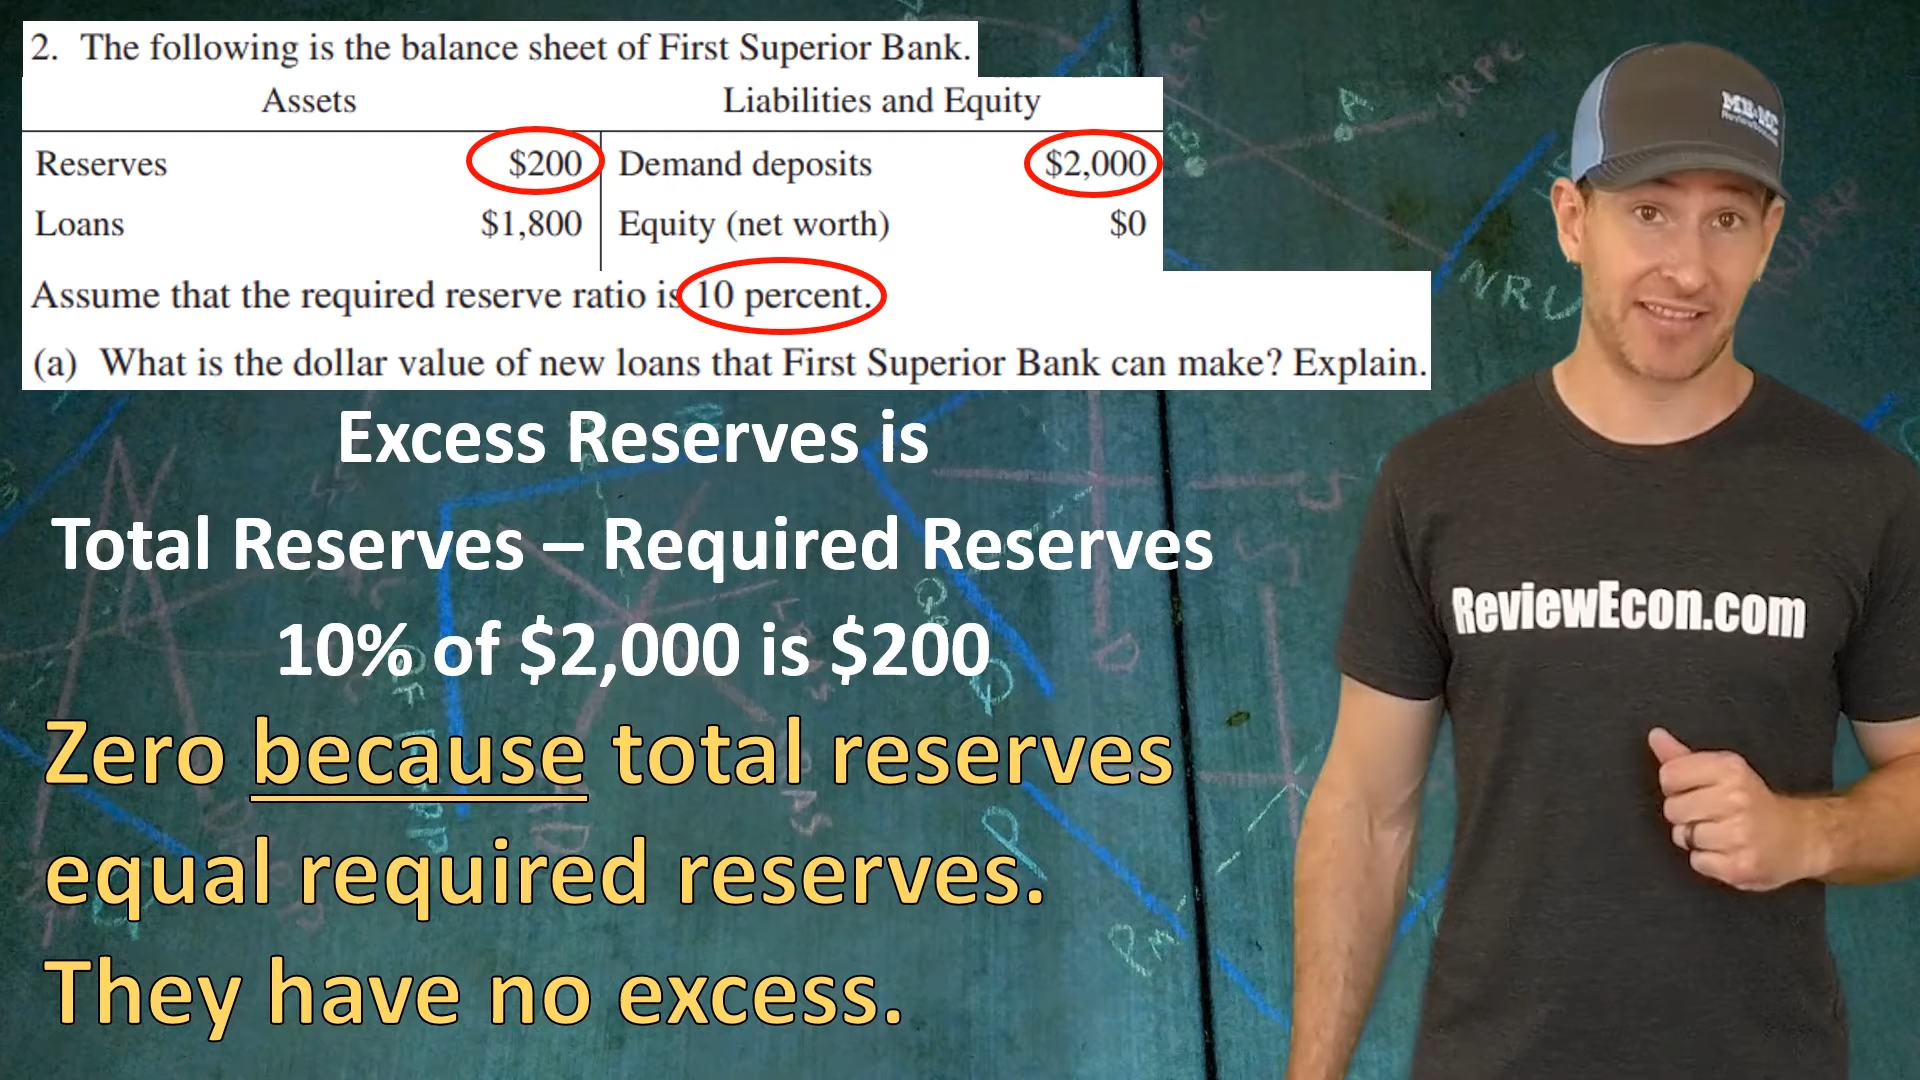 2. The following is the balance sheet of First Superior Bank.
Assets Liabilities and Equity
Reserves $200 Demand deposits $2,000
Loans $1,800 Equity (net worth) $0
Assume that the required reserve ratio is 10 percent.
(a) What is the dollar value of new loans that First Superior Bank can make? Explain.
Excess Reserves is
Total Reserves – Required Reserves
10% of $2,000 is $200
Zero because total reserves
equal required reserves.
They have no excess.
ReviewEcon.com
SRPC
A
B
NRU